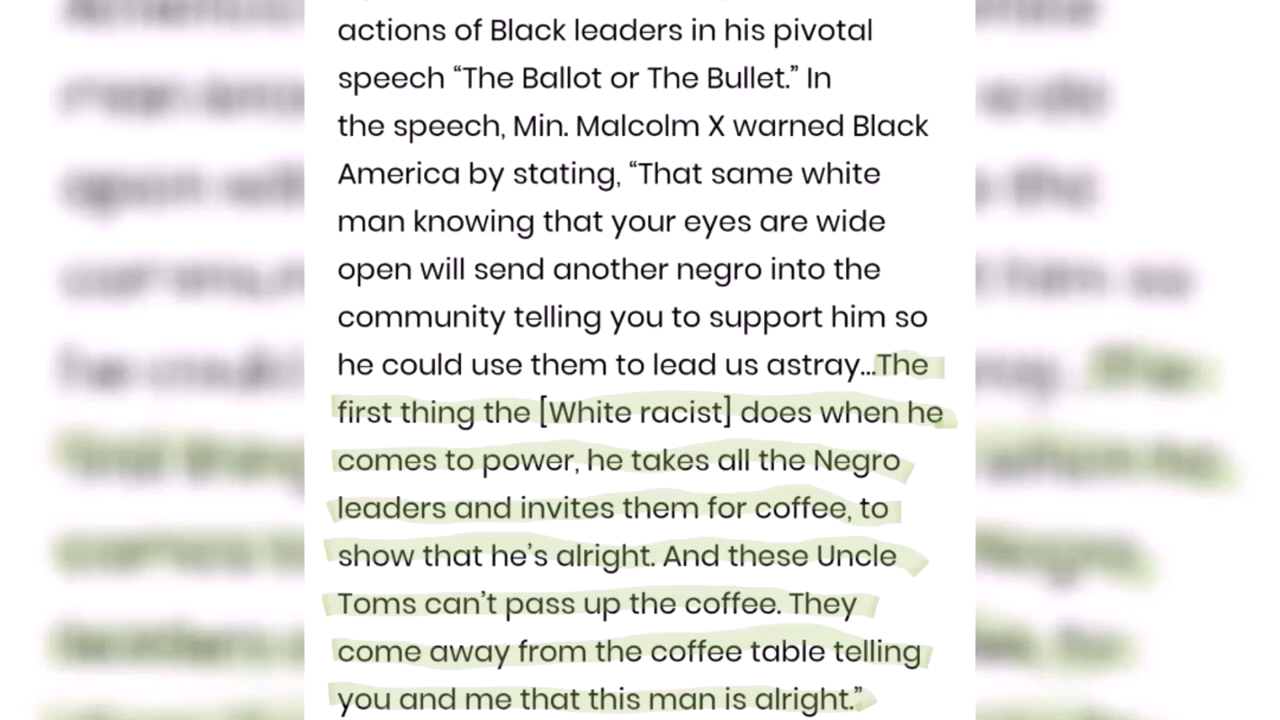 actions of Black leaders in his pivotal
speech “The Ballot or The Bullet.” In
the speech, Min. Malcolm X warned Black
America by stating, “That same white
man knowing that your eyes are wide
open will send another negro into the
community telling you to support him so
he could use them to lead us astray...The
first thing the [White racist] does when he
comes to power, he takes all the Negro
leaders and invites them for coffee, to
show that he’s alright. And these Uncle
Toms can’t pass up the coffee. They
come away from the coffee table telling
you and me that this man is alright.”